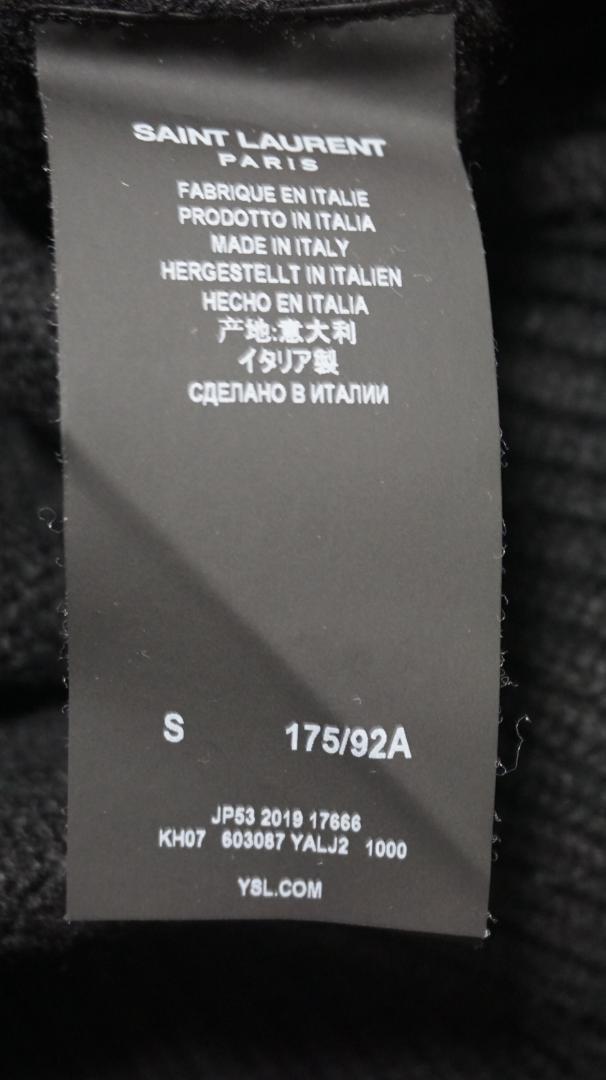 SAINT LAURENT
PARIS
FABRIQUE EN ITALIE
PRODOTTO IN ITALIA
MADE IN ITALY
HERGESTELLT IN ITALIEN
HECHO EN ITALIA
产地:意大利
イタリア製
СДЕЛАНО В ИТАЛИИ
S 175/92A
JP53 2019 17666
KH07 603087 YALJ2 1000
YSL.COM